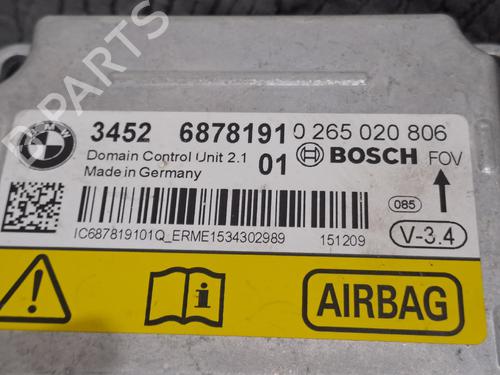 B-PARTS
BMW
3452 6878191 0 265 020 806
Domain Control Unit 2.1 01 BOSCH FOV
Made in Germany
085
IC687819101Q_ERME1534302989 151209
V-3.4
i
AIRBAG